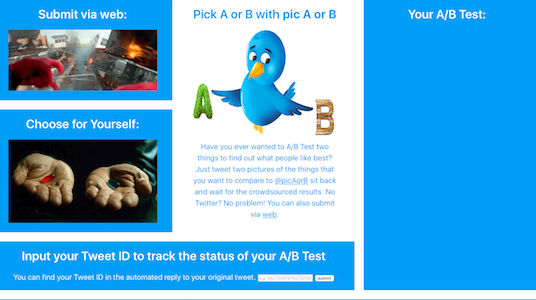 Submit via web:
Choose for Yourself:
Pick A or B with pic A or B
A
B
Have you ever wanted to A/B Test two
things to find out what people like best?
Just tweet two pictures of the things that
you want to compare to @picAorB sit back
and wait for the crowdsourced results. No
Twitter? No problem! You can also submit
via web.
Your A/B Test:
Input your Tweet ID to track the status of your A/B Test
You can find your Tweet ID in the automated reply to your original tweet.
submit